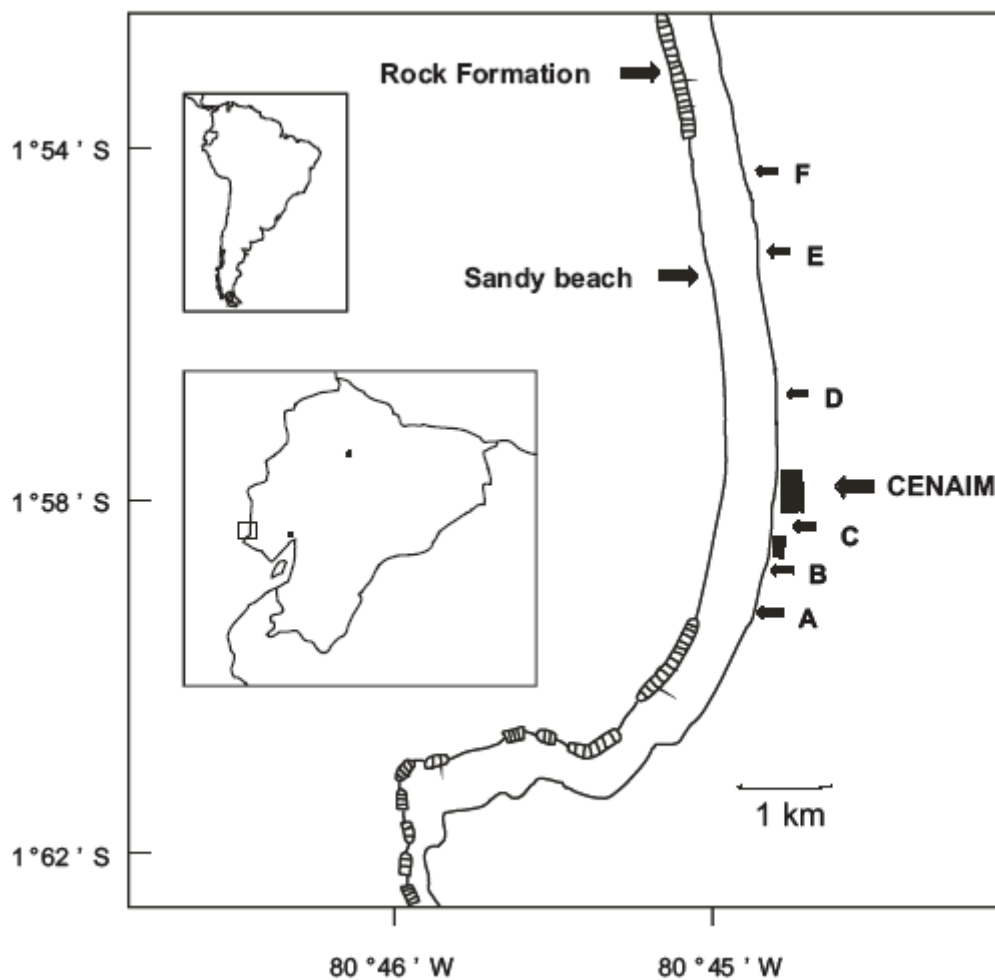 Rock Formation
1°54 ' S
F
E
Sandy beach
D
CENAIM
1°58 ' S
C
B
A
1 km
1°62 ' S
80 °46 ' W
80 °45 ' W